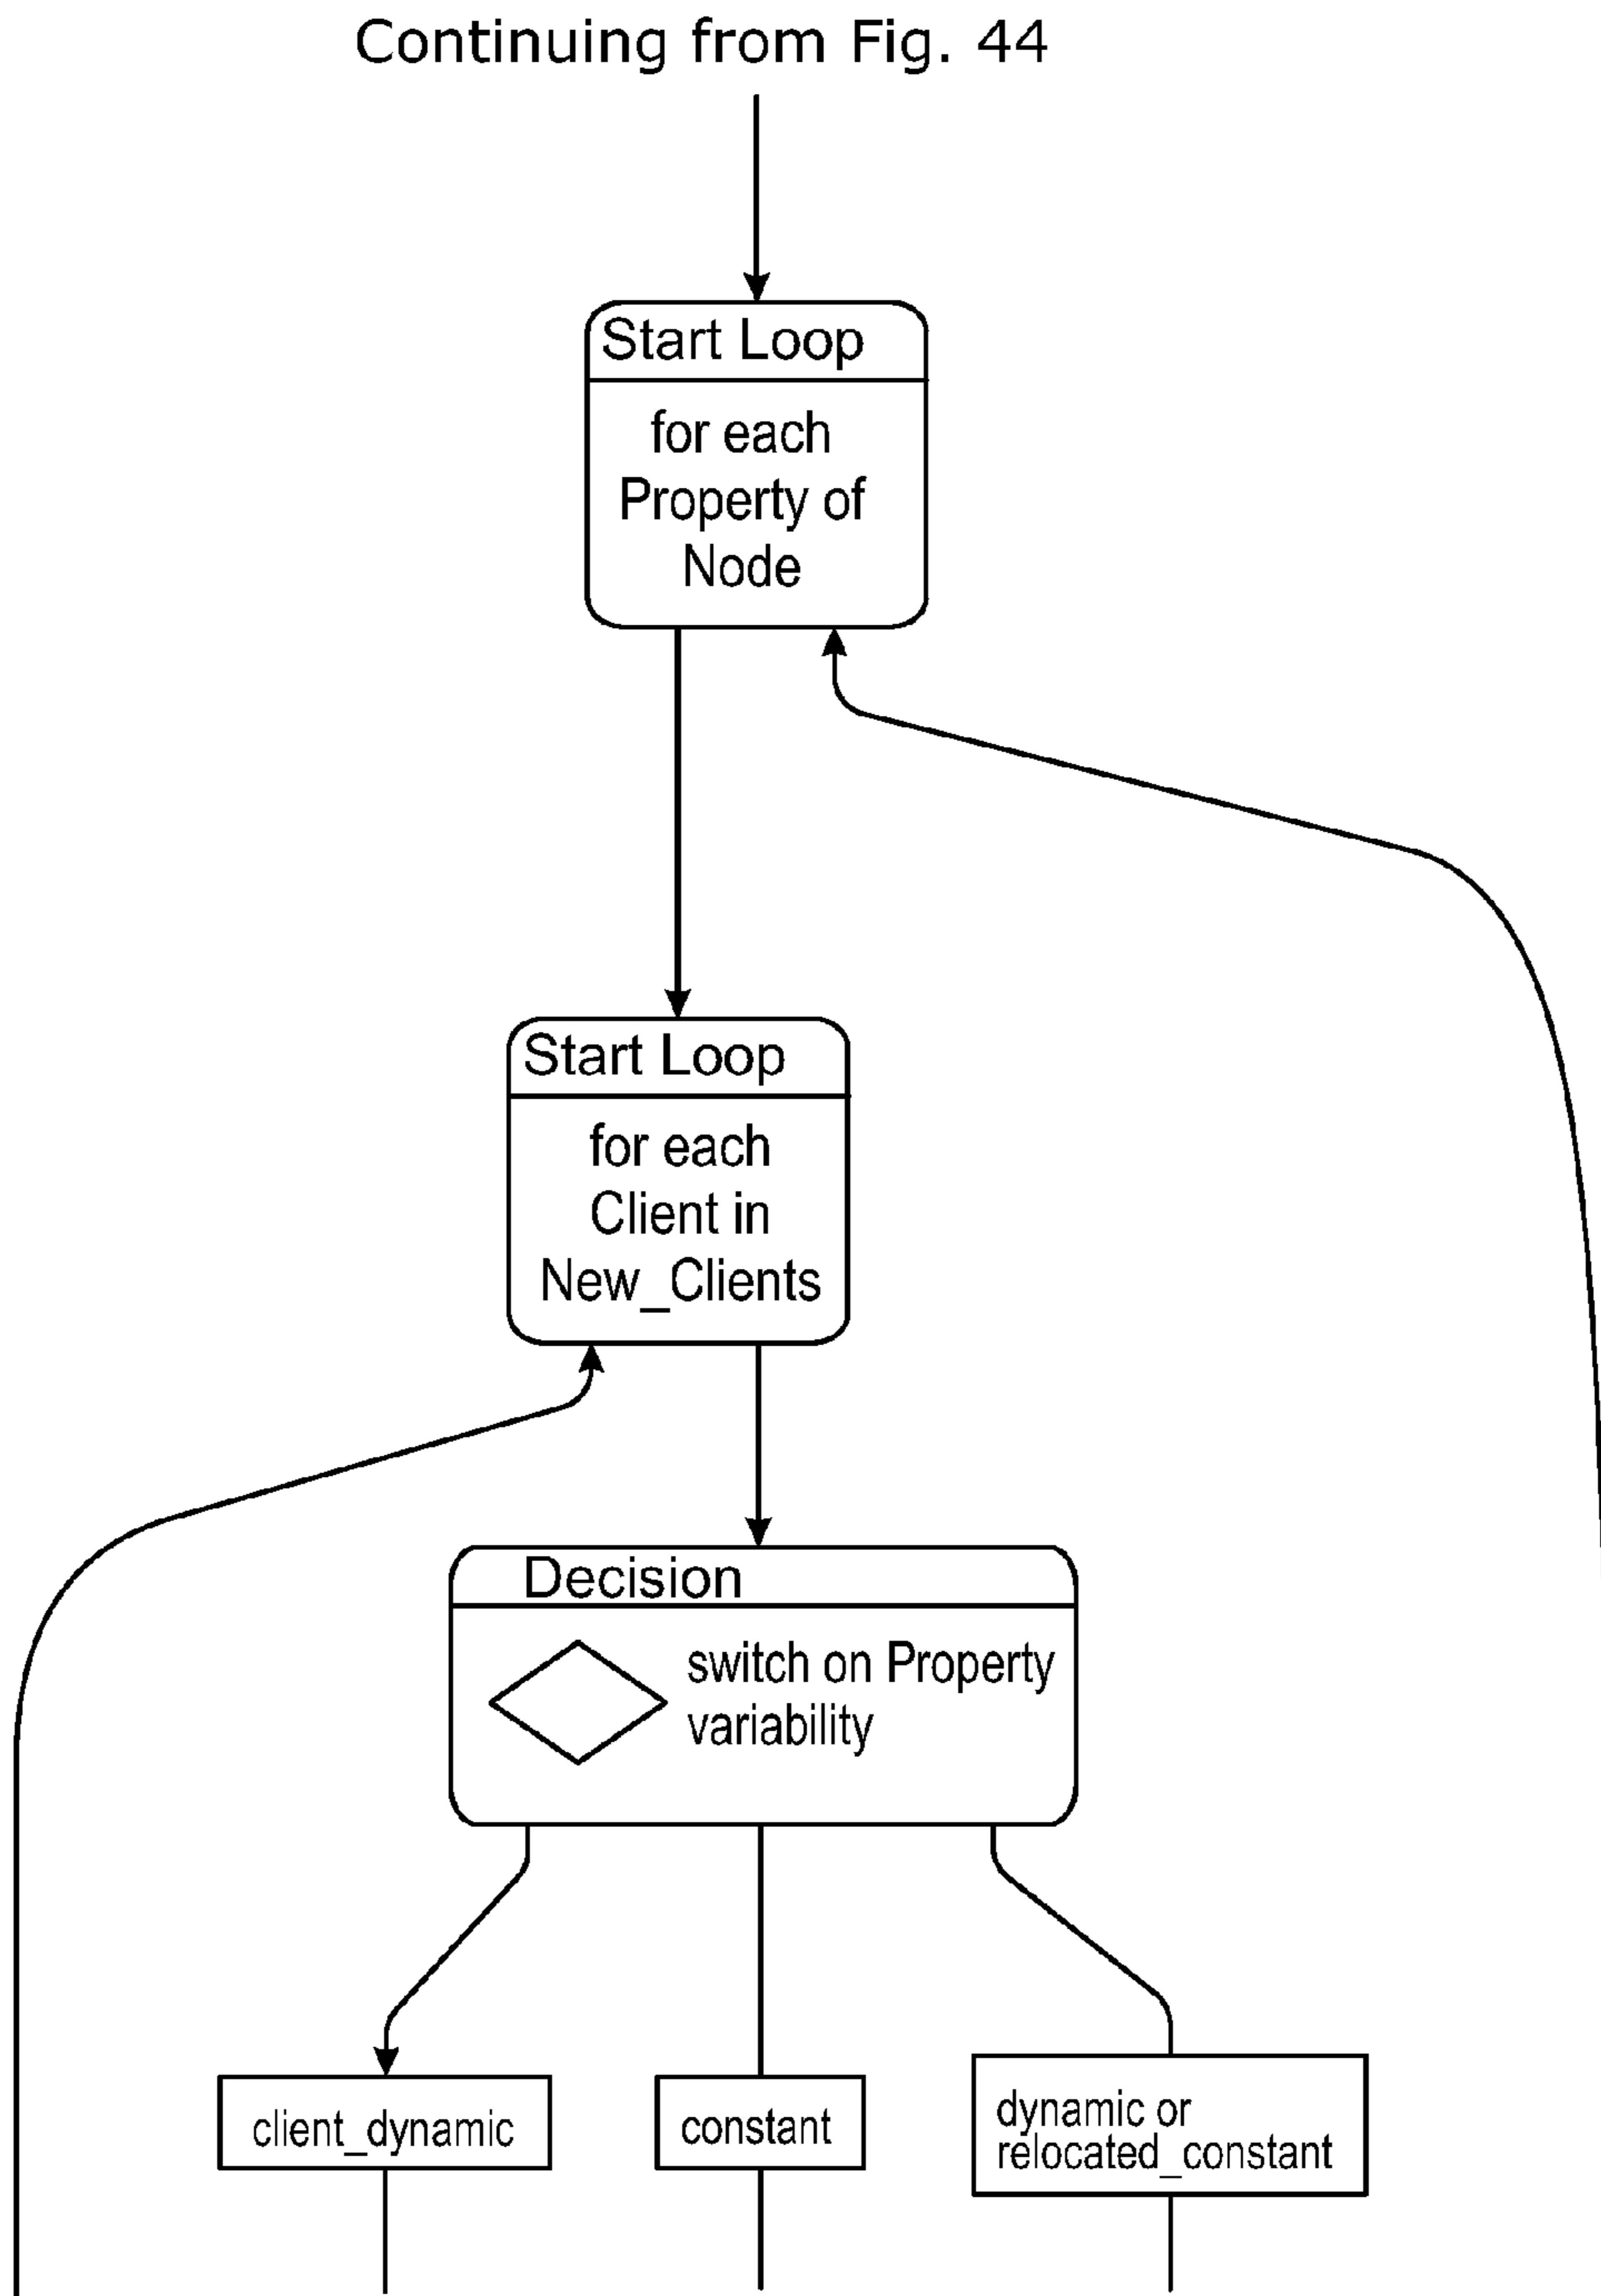 Continuing from Fig. 44
Start Loop
for each
Property of
Node
Start Loop
for each
Client in
New_Clients
Decision
switch on Property
variability
client_dynamic
constant
dynamic or
relocated_constant